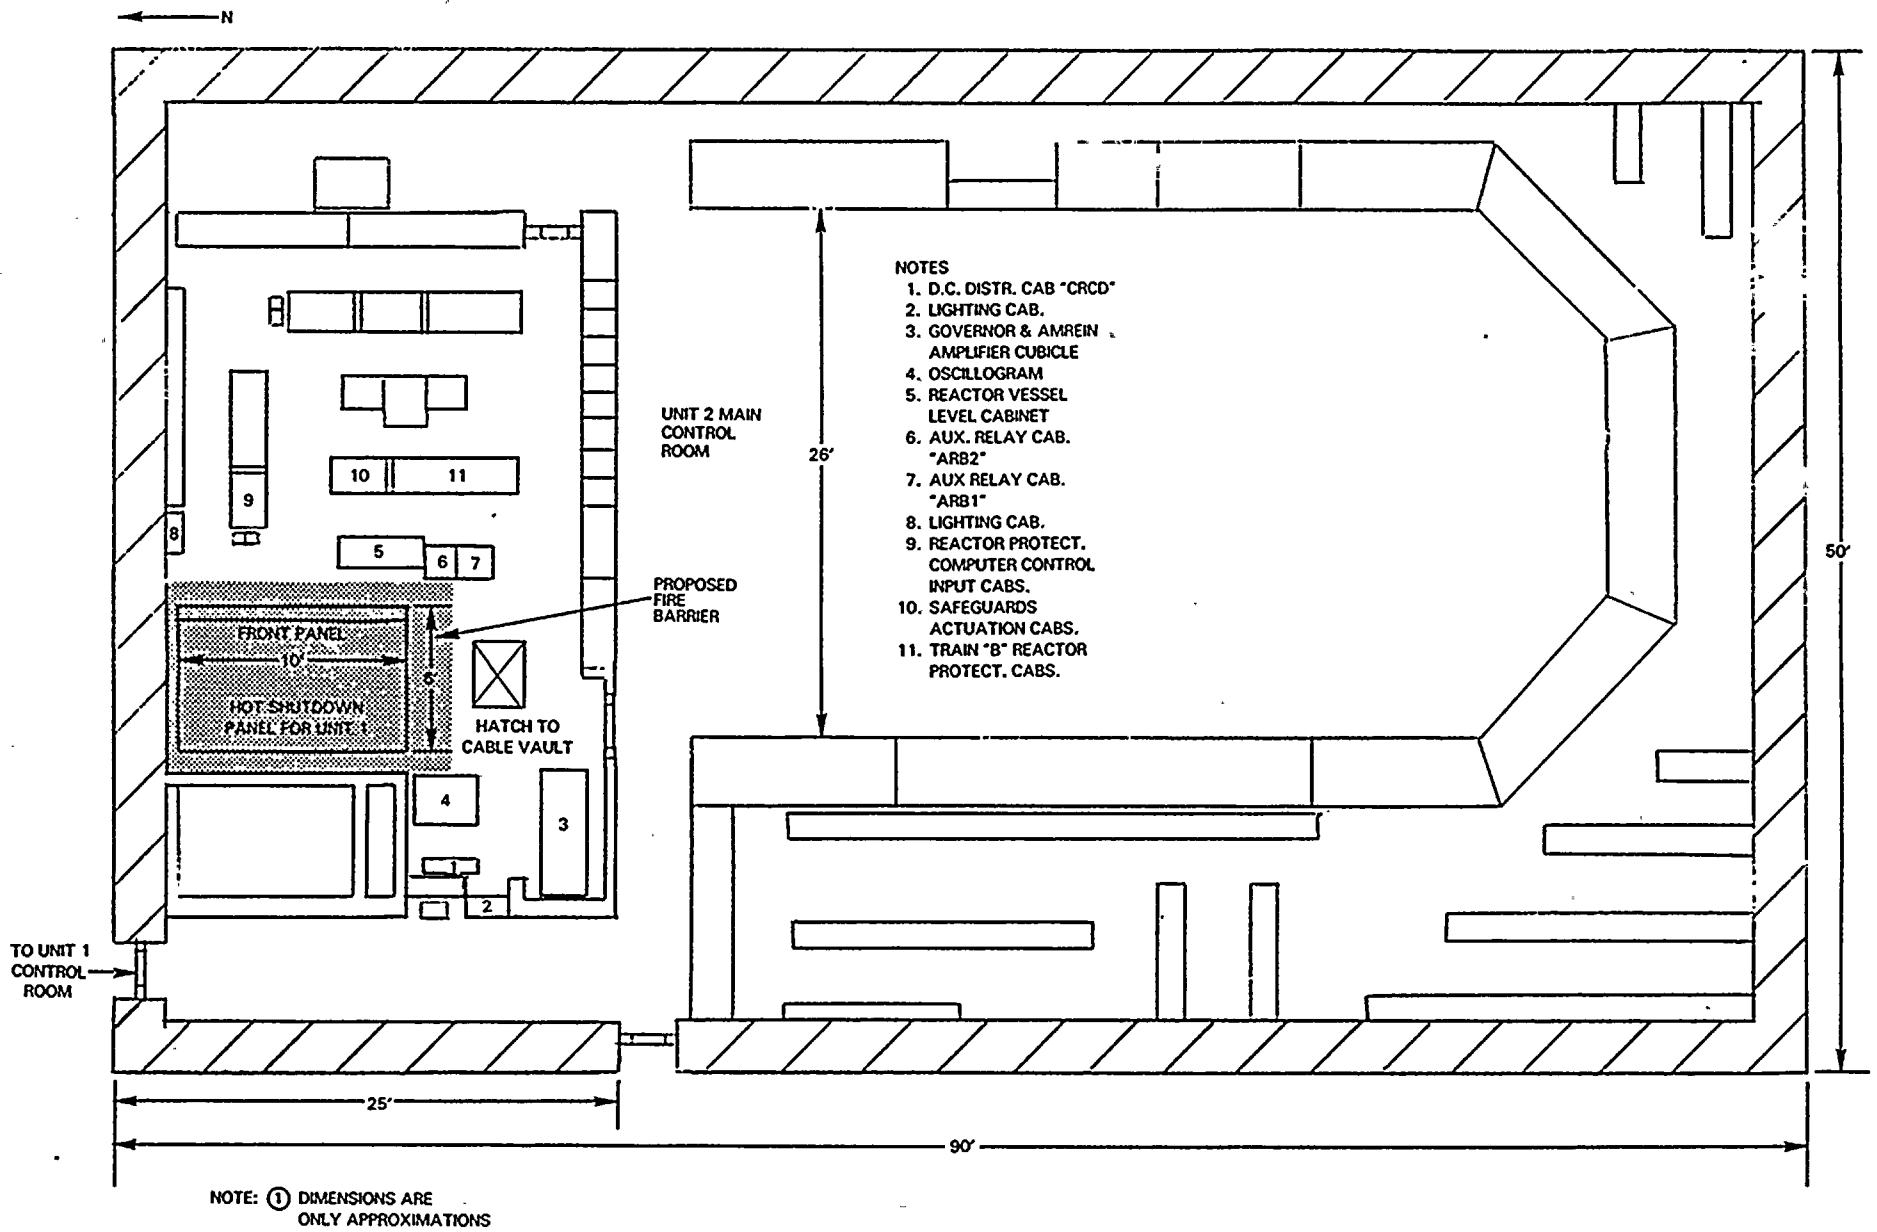 N
NOTES
1. D.C. DISTR. CAB "CRCD"
2. LIGHTING CAB.
3. GOVERNOR & AMREIN
AMPLIFIER CUBICLE
4. OSCILLOGRAM
5. REACTOR VESSEL
LEVEL CABINET
6. AUX. RELAY CAB.
"ARB2"
7. AUX RELAY CAB.
"ARB1"
8. LIGHTING CAB.
9. REACTOR PROTECT.
COMPUTER CONTROL
INPUT CABS.
10. SAFEGUARDS
ACTUATION CABS.
11. TRAIN "B" REACTOR
PROTECT. CABS.
UNIT 2 MAIN
CONTROL
ROOM
26'
50'
10
11
9
8
5
6
7
PROPOSED
FIRE
BARRIER
FRONT PANEL
10'
6'
HOT SHUTDOWN
PANEL FOR UNIT 1
HATCH TO
CABLE VAULT
4
3
1
2
TO UNIT 1
CONTROL
ROOM
25'
90'
NOTE: 1 DIMENSIONS ARE
ONLY APPROXIMATIONS